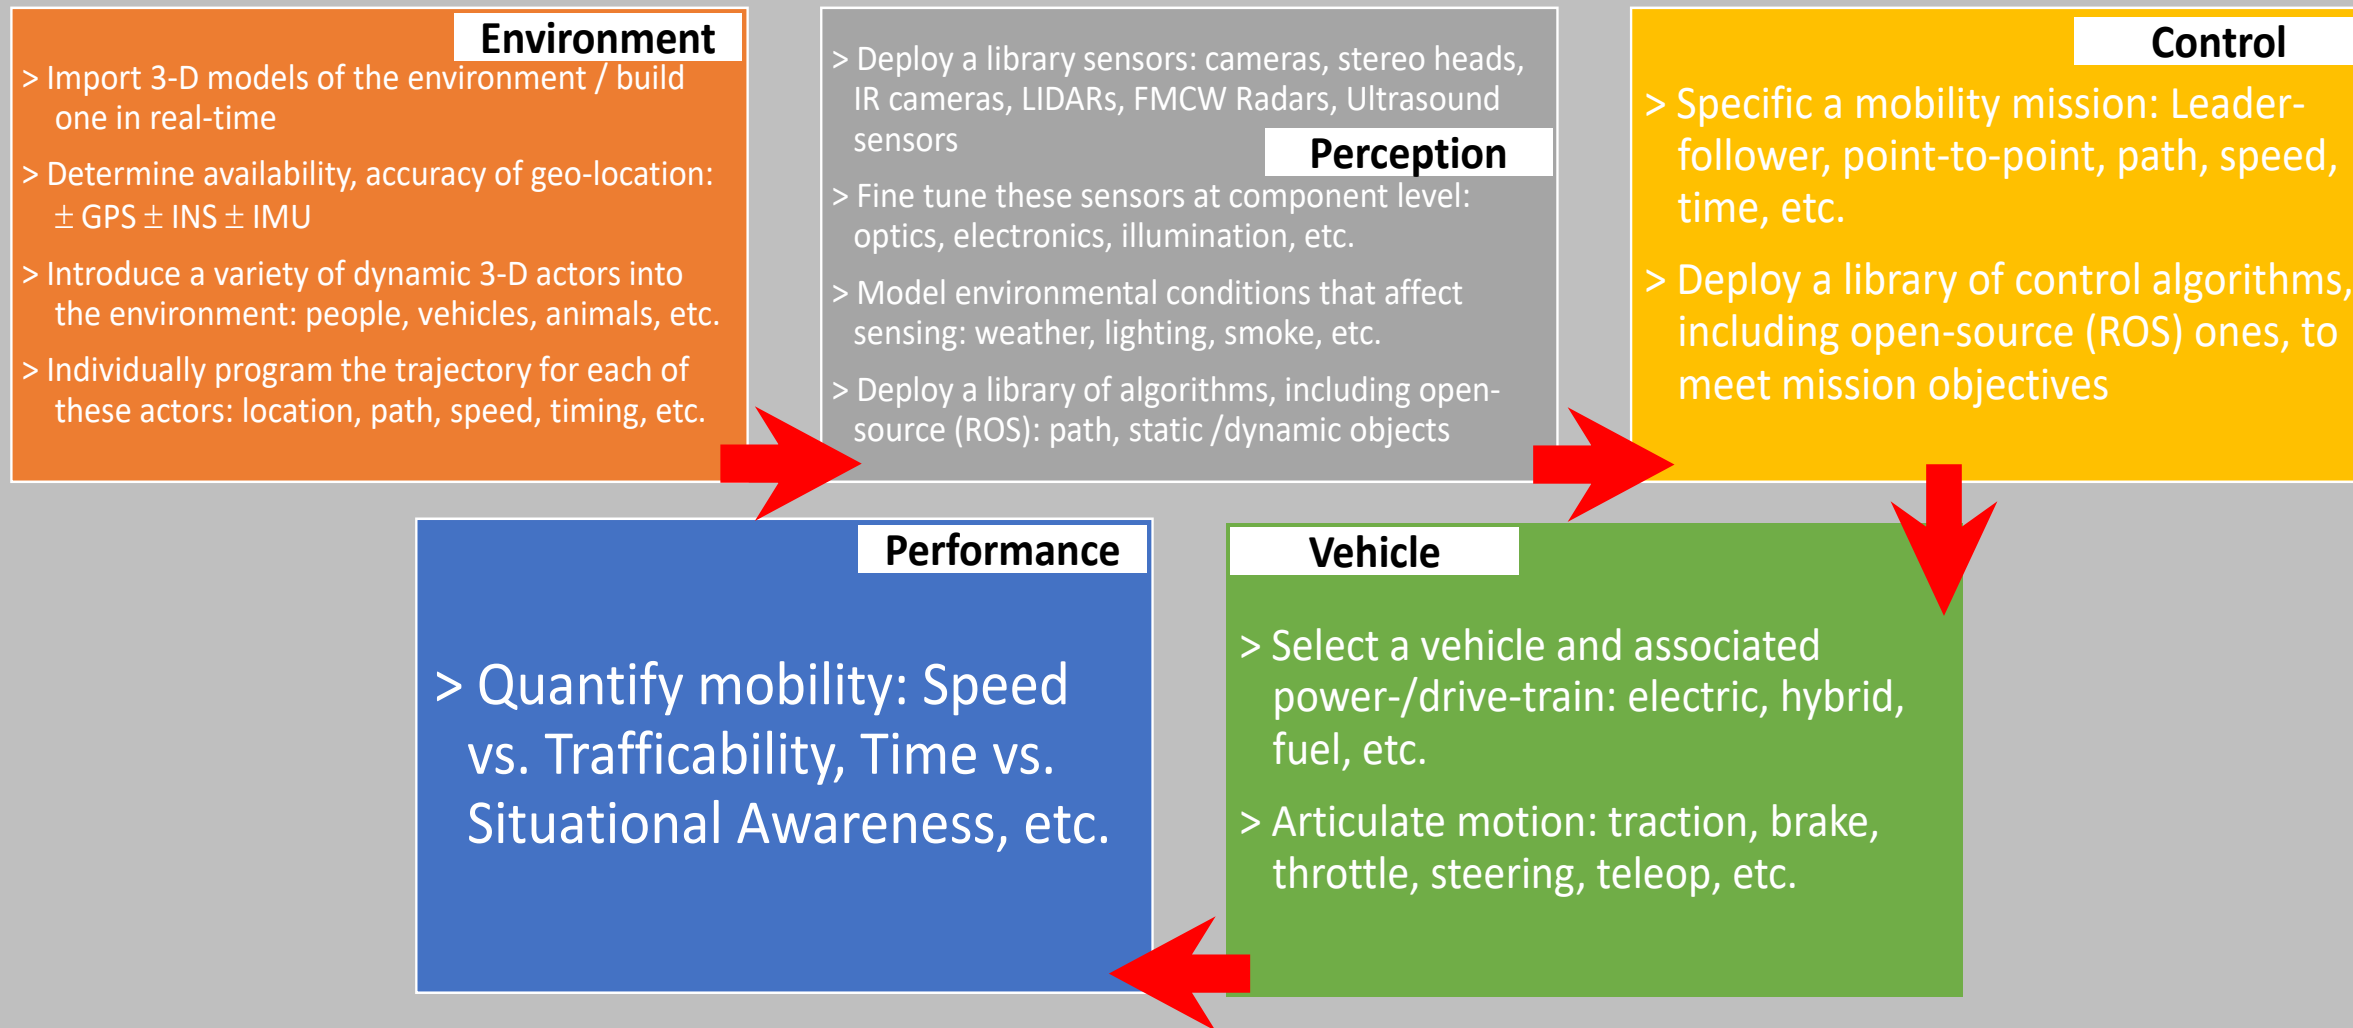 Environment
> Import 3-D models of the environment / build
one in real-time
> Determine availability, accuracy of geo-location:
± GPS ± INS ± IMU
> Introduce a variety of dynamic 3-D actors into
the environment: people, vehicles, animals, etc.
> Individually program the trajectory for each of
these actors: location, path, speed, timing, etc.
> Deploy a library sensors: cameras, stereo heads,
IR cameras, LIDARs, FMCW Radars, Ultrasound
sensors
Perception
> Fine tune these sensors at component level:
optics, electronics, illumination, etc.
> Model environmental conditions that affect
sensing: weather, lighting, smoke, etc.
> Deploy a library of algorithms, including open-
source (ROS): path, static /dynamic objects
Control
> Specific a mobility mission: Leader-
follower, point-to-point, path, speed,
time, etc.
> Deploy a library of control algorithms,
including open-source (ROS) ones, to
meet mission objectives
Performance
> Quantify mobility: Speed
vs. Trafficability, Time vs.
Situational Awareness, etc.
Vehicle
> Select a vehicle and associated
power-/drive-train: electric, hybrid,
fuel, etc.
> Articulate motion: traction, brake,
throttle, steering, teleop, etc.